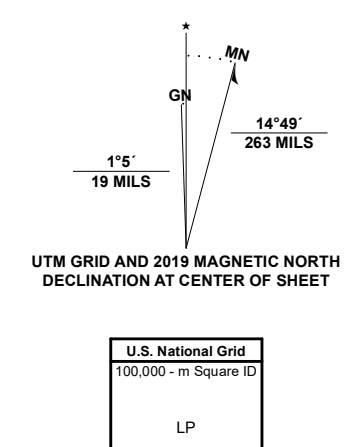 ★
MN
GN
14°49´
263 MILS
1°5´
19 MILS
UTM GRID AND 2019 MAGNETIC NORTH
DECLINATION AT CENTER OF SHEET
U.S. National Grid
100,000 - m Square ID
LP